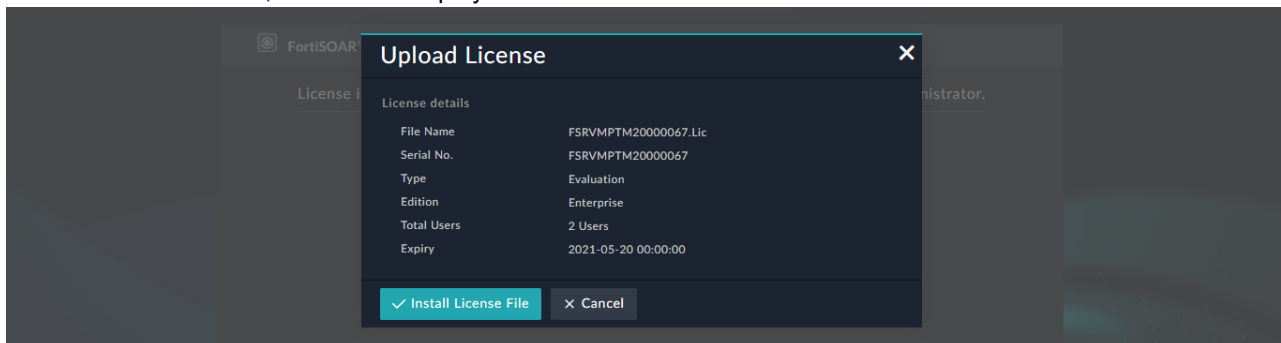 FortiSOAR™
Upload License
License i
nistrator.
License details
File Name FSRVMPTM20000067.Lic
Serial No. FSRVMPTM20000067
Type Evaluation
Edition Enterprise
Total Users 2 Users
Expiry 2021-05-20 00:00:00
Install License File
Cancel